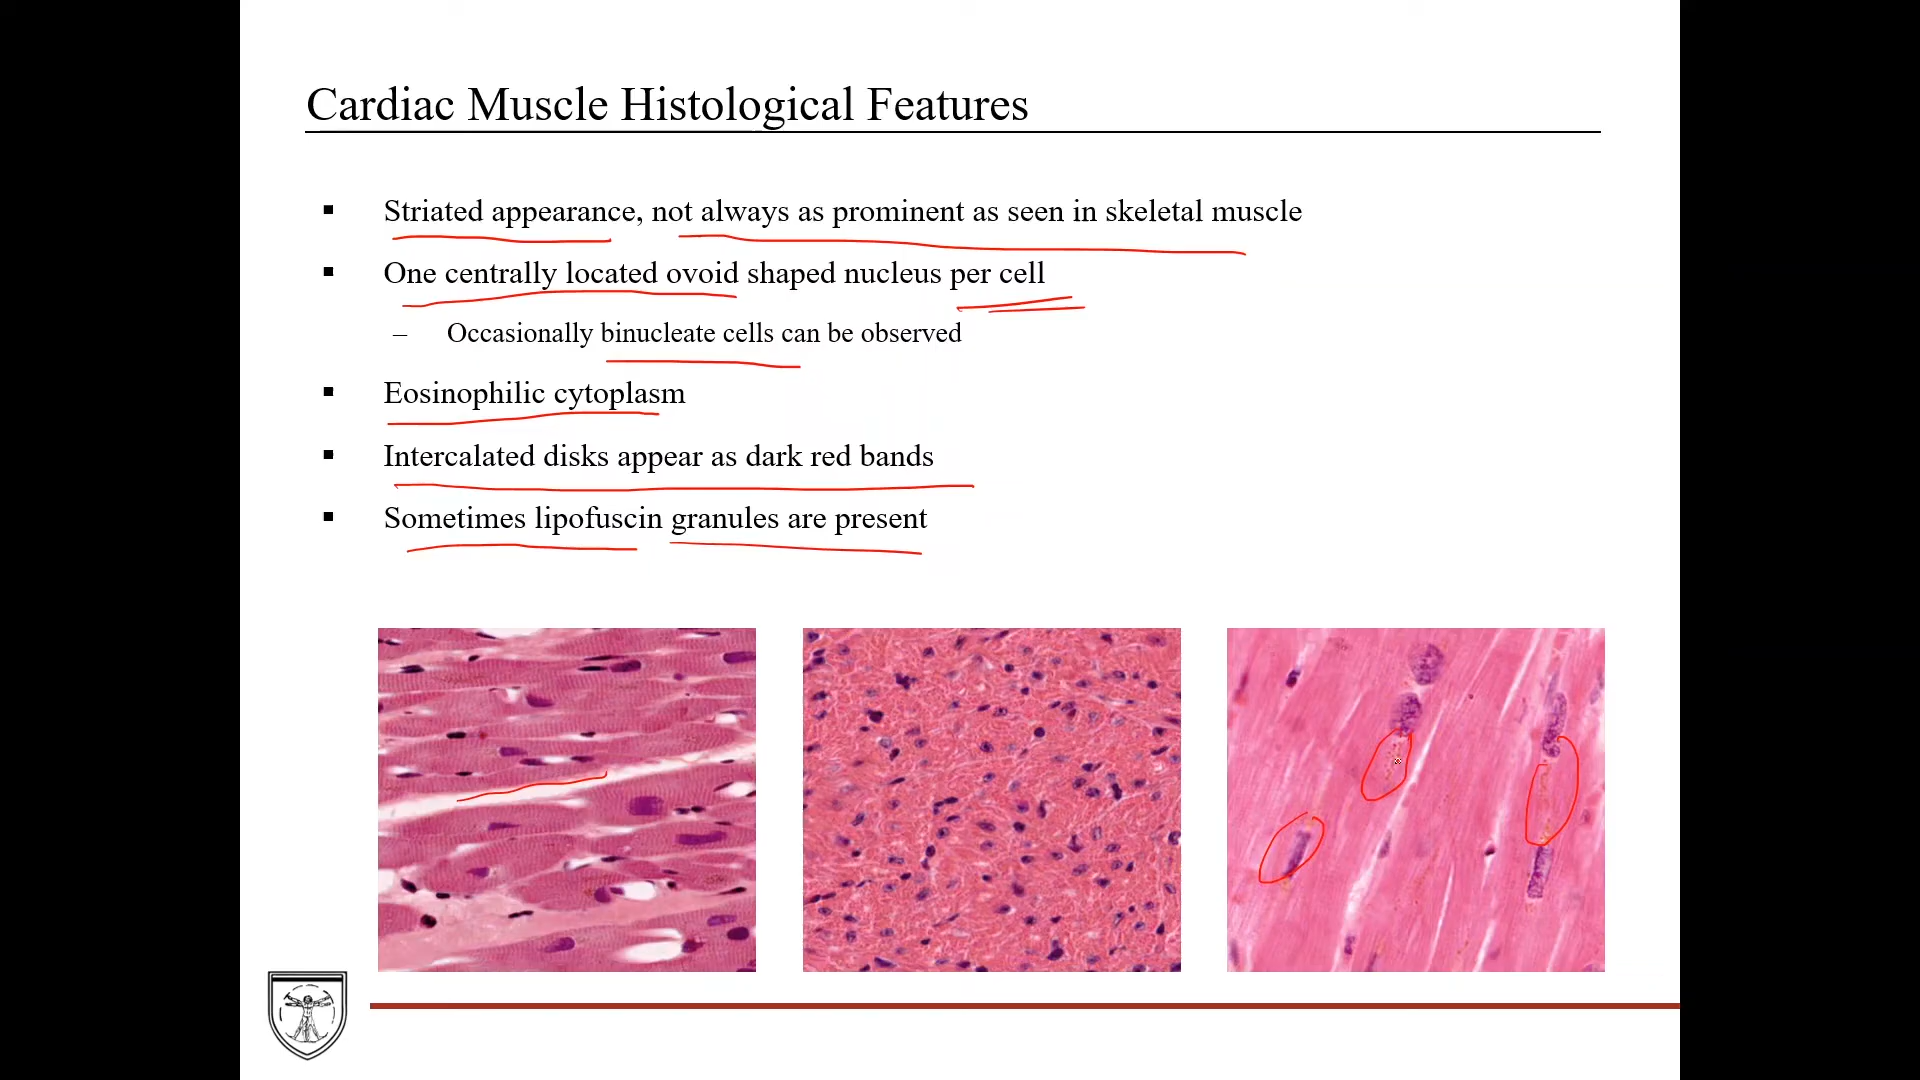 Cardiac Muscle Histological Features
▪ Striated appearance, not always as prominent as seen in skeletal muscle
▪ One centrally located ovoid shaped nucleus per cell
– Occasionally binucleate cells can be observed
▪ Eosinophilic cytoplasm
▪ Intercalated disks appear as dark red bands
▪ Sometimes lipofuscin granules are present